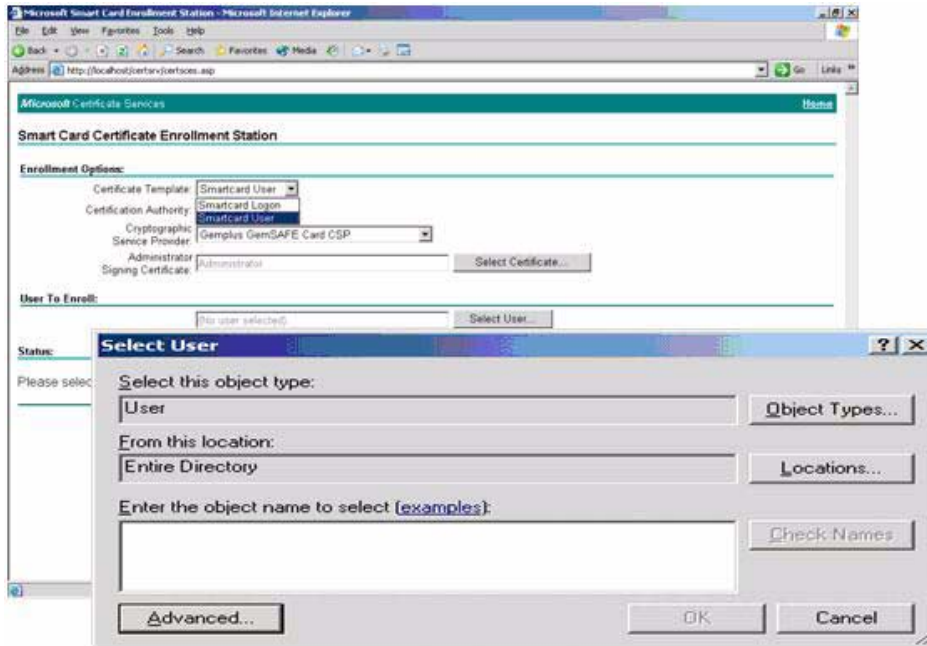 Microsoft Smart Card Enrollment Station - Microsoft Internet Explorer
File Edit View Favorites Tools Help
Back Search Favorites Media
Address http://localhost/certsrv/certsces.asp Go Links »
Microsoft Certificate Services Home
Smart Card Certificate Enrollment Station
Enrollment Options:
Certificate Template: Smartcard User
Smartcard Logon
Certification Authority: Smartcard User
Cryptographic
Service Provider: Gemplus GemSAFE Card CSP
Administrator
Signing Certificate: Administrator Select Certificate...
User To Enroll:
(No user selected) Select User...
Status:
Please selec
Select User
Select this object type:
User Object Types...
From this location:
Entire Directory Locations...
Enter the object name to select (examples):
Check Names
Advanced... OK Cancel